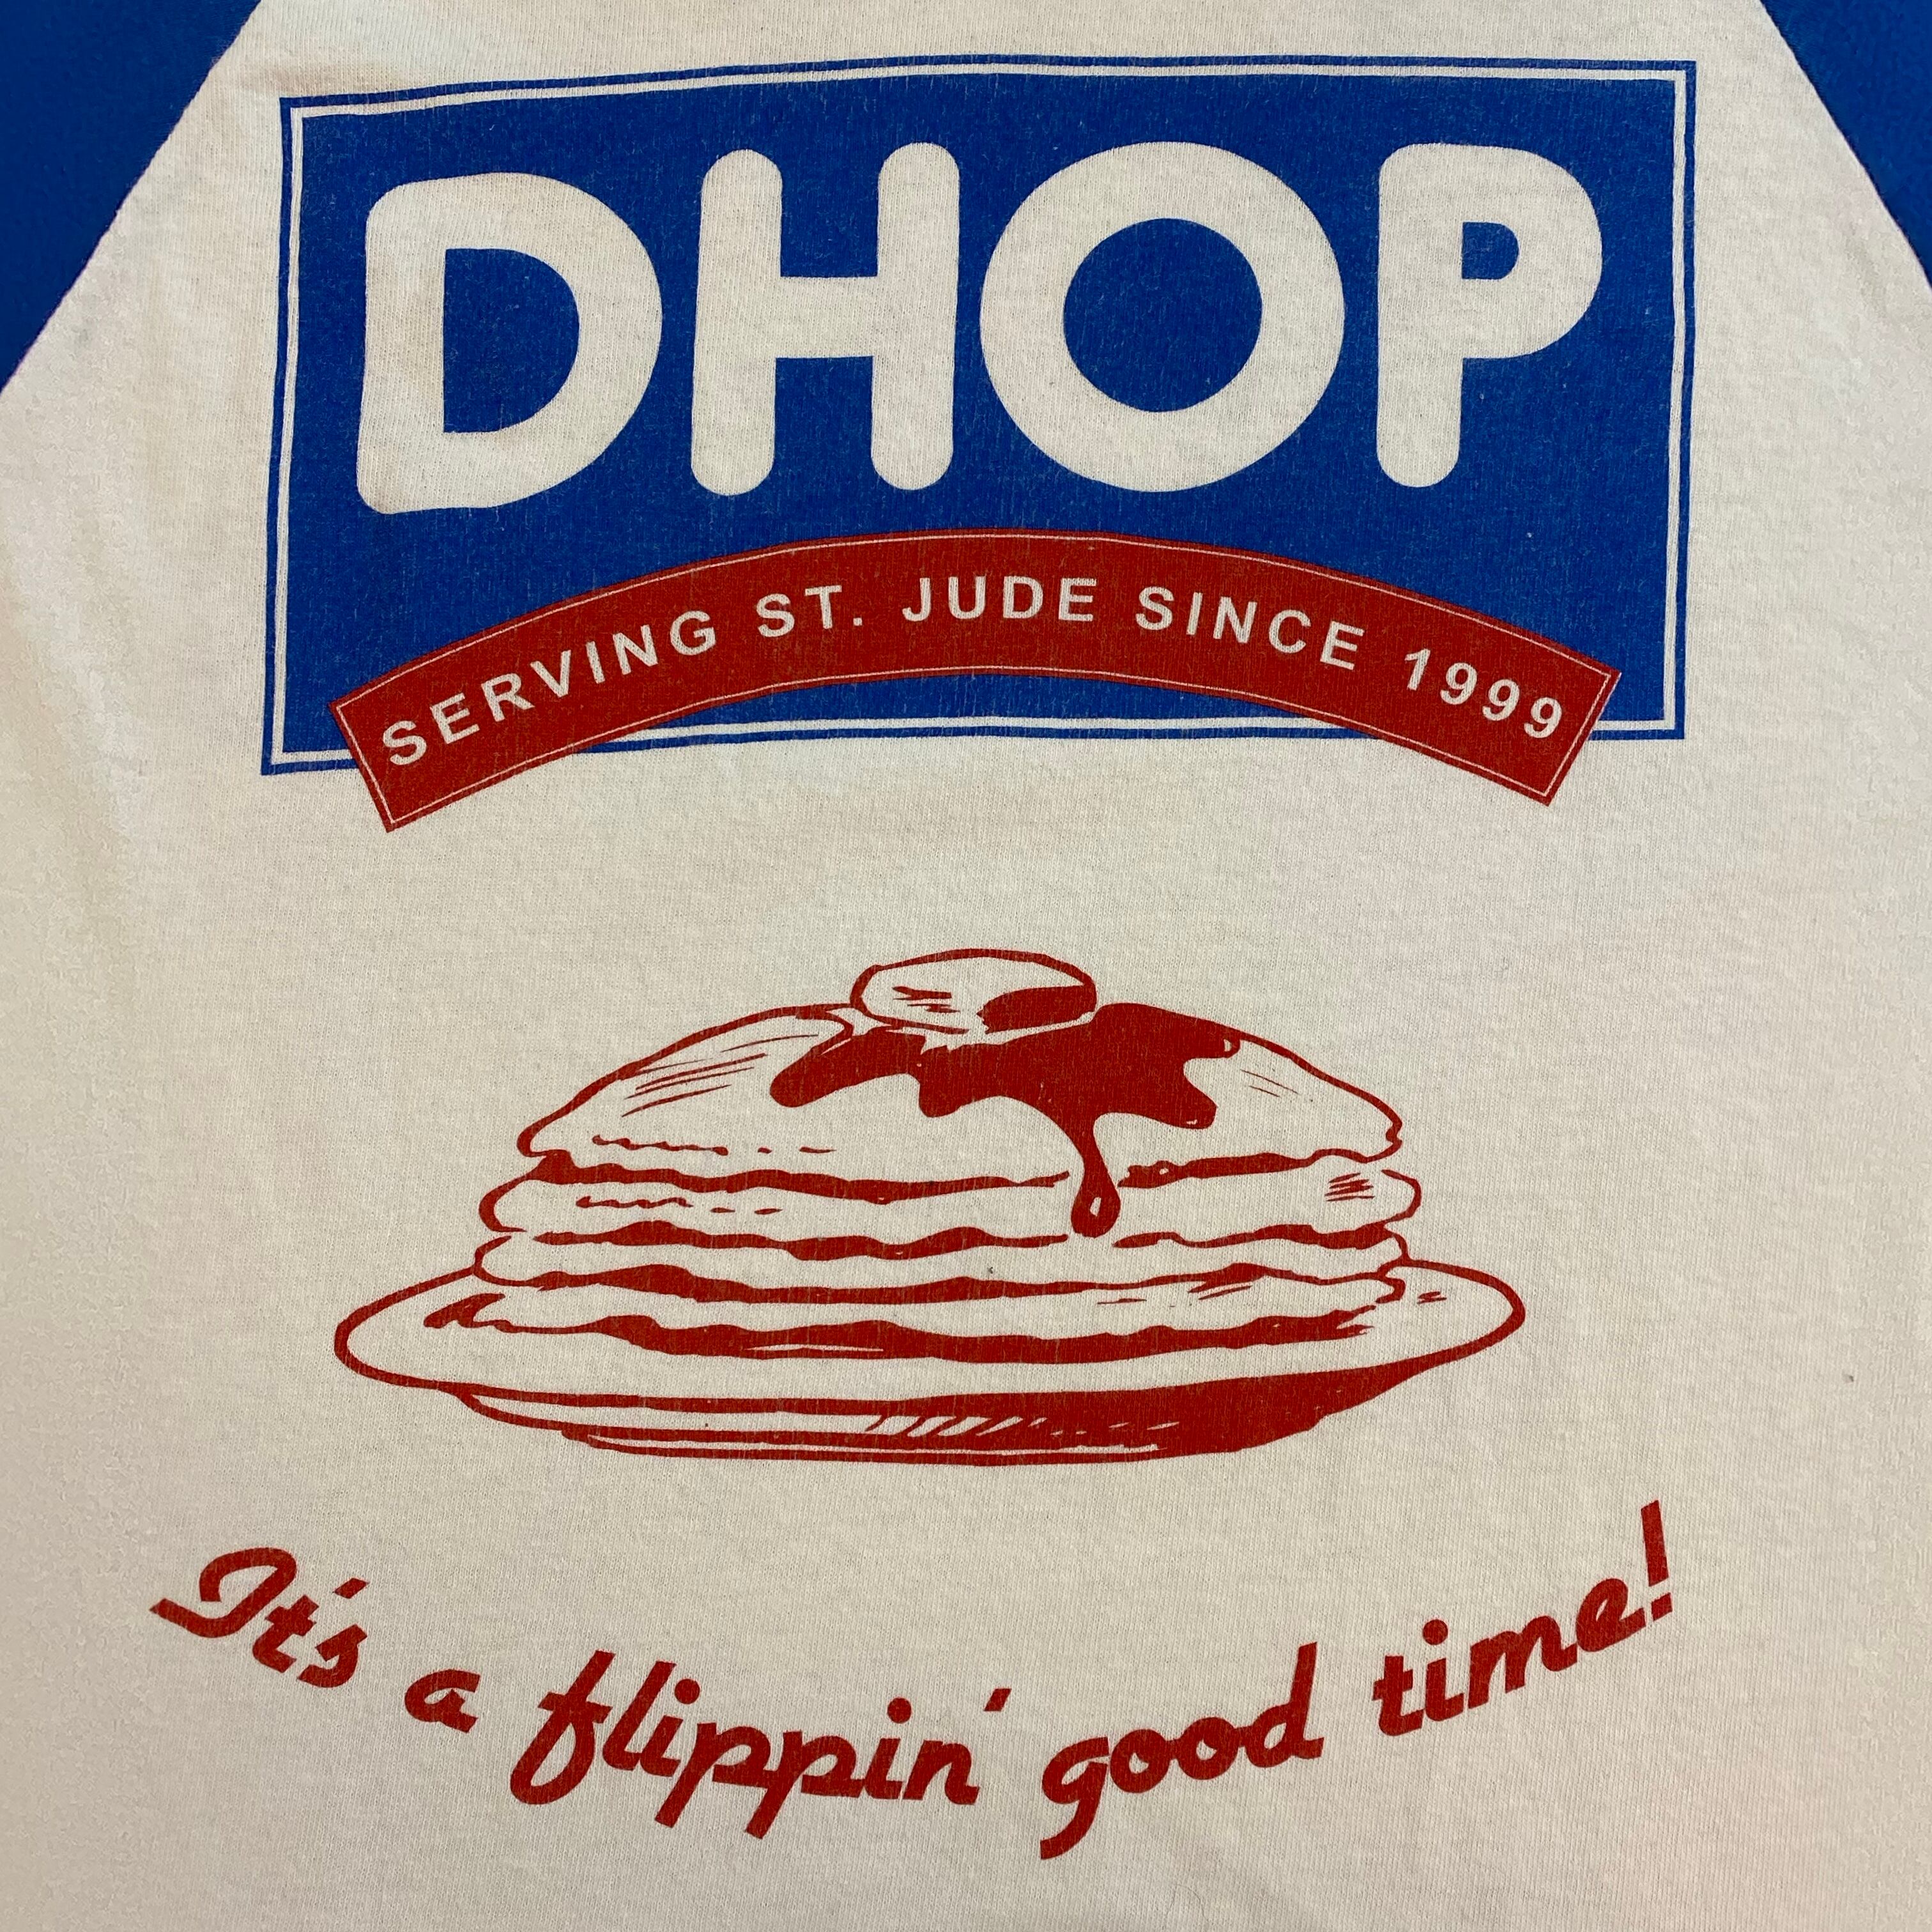 DHOP
SERVING ST. JUDE SINCE 1999
It's a flippin' good time!